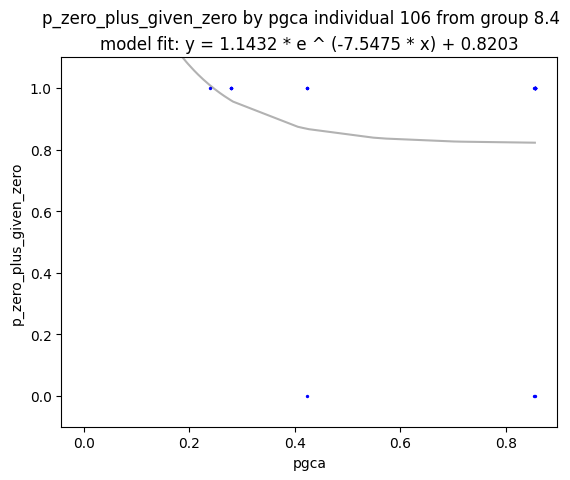 p_zero_plus_given_zero by pgca individual 106 from group 8.4
model fit: y = 1.1432 * e ^ (-7.5475 * x) + 0.8203
1.0
0.8
0.6
0.4
0.2
0.0
p_zero_plus_given_zero
0.0 0.2 0.4 0.6 0.8
pgca